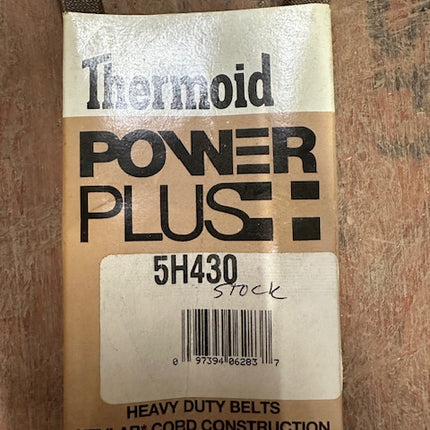 Thermoid
POWER
PLUS
5H430
STOCK
0 97394 06283 7
HEAVY DUTY BELTS
CORD CONSTRUCTION